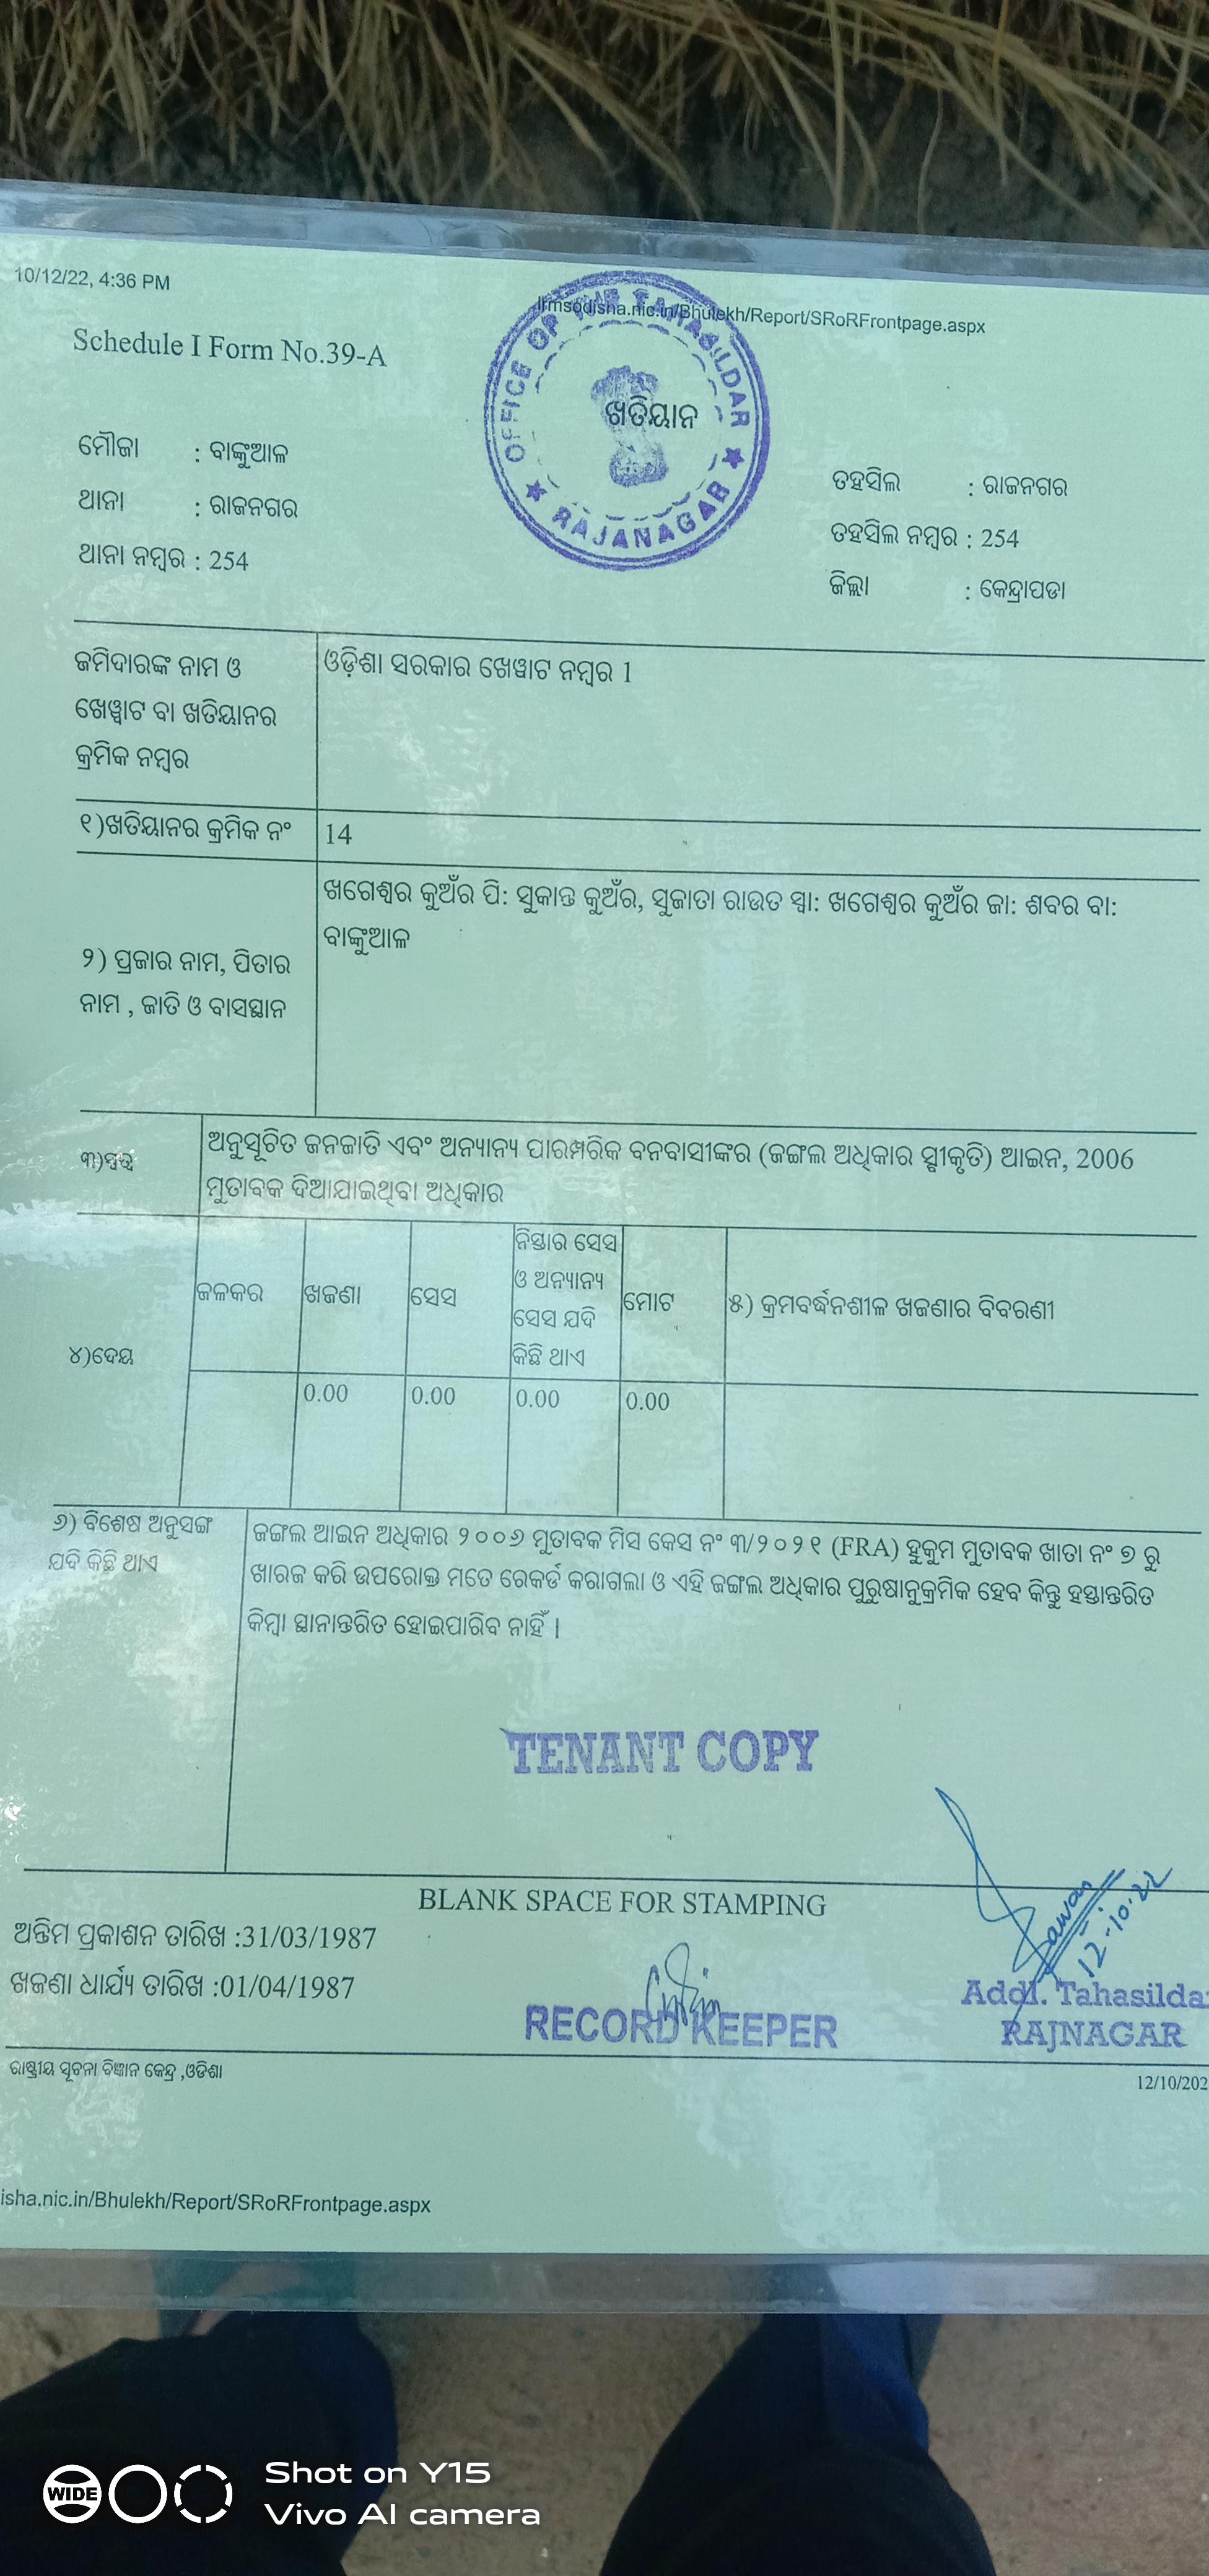 10/12/22, 4:36 PM
lrmsodisha.nic.in/Bhulekh/Report/SRoRFrontpage.aspx
Schedule I Form No.39-A
OFFICE OF THE TAHASILDAR
★ RAJANAGAR ★
ଖତିୟାନ
ମୌଜା : ବାଙ୍କୁଆଳ
ଥାନା : ରାଜନଗର
ଥାନା ନମ୍ବର : 254
ତହସିଲ : ରାଜନଗର
ତହସିଲ ନମ୍ବର : 254
ଜିଲ୍ଲା : କେନ୍ଦ୍ରାପଡା
ଜମିଦାରଙ୍କ ନାମ ଓ
ଖେୱାଟ ବା ଖତିୟାନର
କ୍ରମିକ ନମ୍ବର
ଓଡ଼ିଶା ସରକାର ଖେୱାଟ ନମ୍ବର 1
୧)ଖତିୟାନର କ୍ରମିକ ନଂ
14
୨) ପ୍ରଜାର ନାମ, ପିତାର
ନାମ , ଜାତି ଓ ବାସସ୍ଥାନ
ଖଗେଶ୍ୱର କୁଅଁର ପି: ସୁକାନ୍ତ କୁଅଁର, ସୁଜାତା ରାଉତ ସ୍ୱା: ଖଗେଶ୍ୱର କୁଅଁର ଜା: ଶବର ବା:
ବାଙ୍କୁଆଳ
୩)ସ୍ୱତ୍ୱ
ଅନୁସୂଚିତ ଜନଜାତି ଏବଂ ଅନ୍ୟାନ୍ୟ ପାରମ୍ପରିକ ବନବାସୀଙ୍କର (ଜଙ୍ଗଲ ଅଧିକାର ସ୍ୱୀକୃତି) ଆଇନ, 2006
ମୁତାବକ ଦିଆଯାଇଥିବା ଅଧିକାର
୪)ଦେୟ
ଜଳକର
ଖଜଣା
ସେସ
ନିସ୍ତାର ସେସ
ଓ ଅନ୍ୟାନ୍ୟ
ସେସ ଯଦି
କିଛି ଥାଏ
ମୋଟ
୫) କ୍ରମବର୍ଦ୍ଧନଶୀଳ ଖଜଣାର ବିବରଣୀ
0.00 0.00 0.00 0.00
୬) ବିଶେଷ ଅନୁସଙ୍ଗ
ଯଦି କିଛି ଥାଏ
ଜଙ୍ଗଲ ଆଇନ ଅଧିକାର ୨୦୦୬ ମୁତାବକ ମିସ କେସ ନଂ ୩/୨୦୨୧ (FRA) ହୁକୁମ ମୁତାବକ ଖାତା ନଂ ୭ ରୁ
ଖାରଜ କରି ଉପରୋକ୍ତ ମତେ ରେକର୍ଡ କରାଗଲା ଓ ଏହି ଜଙ୍ଗଲ ଅଧିକାର ପୁରୁଷାନୁକ୍ରମିକ ହେବ କିନ୍ତୁ ହସ୍ତାନ୍ତରିତ
କିମ୍ବା ସ୍ଥାନାନ୍ତରିତ ହୋଇପାରିବ ନାହିଁ |
TENANT COPY
BLANK SPACE FOR STAMPING
ଅନ୍ତିମ ପ୍ରକାଶନ ତାରିଖ :31/03/1987
ଖଜଣା ଧାର୍ଯ୍ୟ ତାରିଖ :01/04/1987
12-10-22
RECORD KEEPER
Addl. Tahasildar
RAJNAGAR
ରାଷ୍ଟ୍ରୀୟ ସୂଚନା ବିଜ୍ଞାନ କେନ୍ଦ୍ର ,ଓଡିଶା
12/10/202
isha.nic.in/Bhulekh/Report/SRoRFrontpage.aspx
WIDE
Shot on Y15
Vivo AI camera